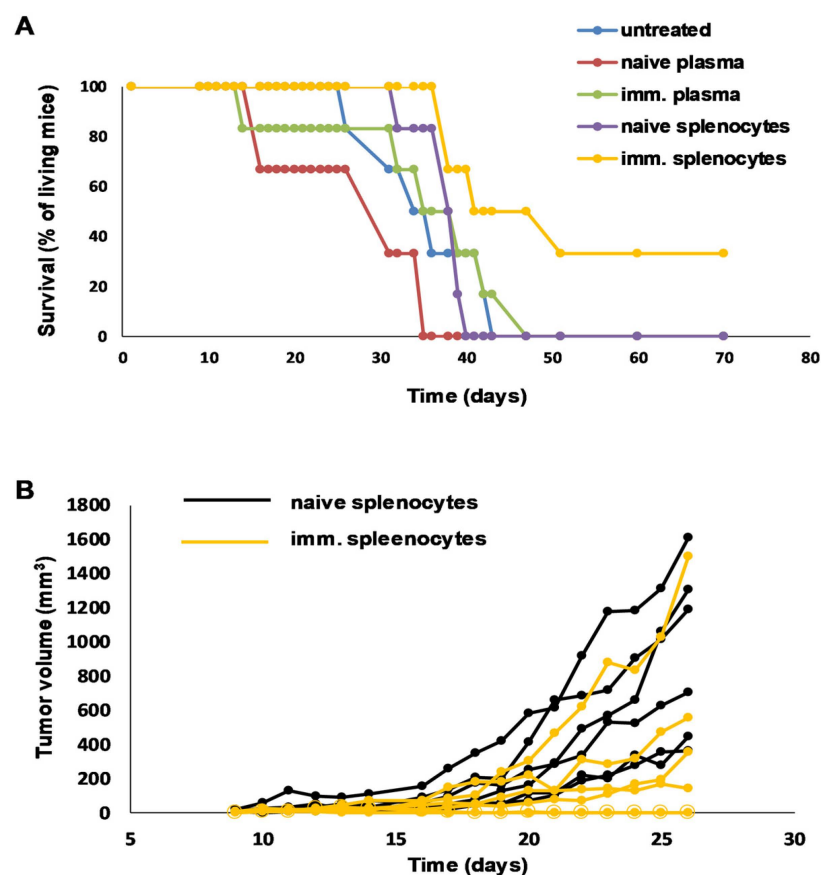 A
untreated
naive plasma
imm. plasma
naive splenocytes
imm. splenocytes
Survival (% of living mice)
100
80
60
40
20
0
0 10 20 30 40 50 60 70 80
Time (days)
B
naive splenocytes
imm. spleenocytes
Tumor volume (mm³)
1800
1600
1400
1200
1000
800
600
400
200
0
5 10 15 20 25 30
Time (days)